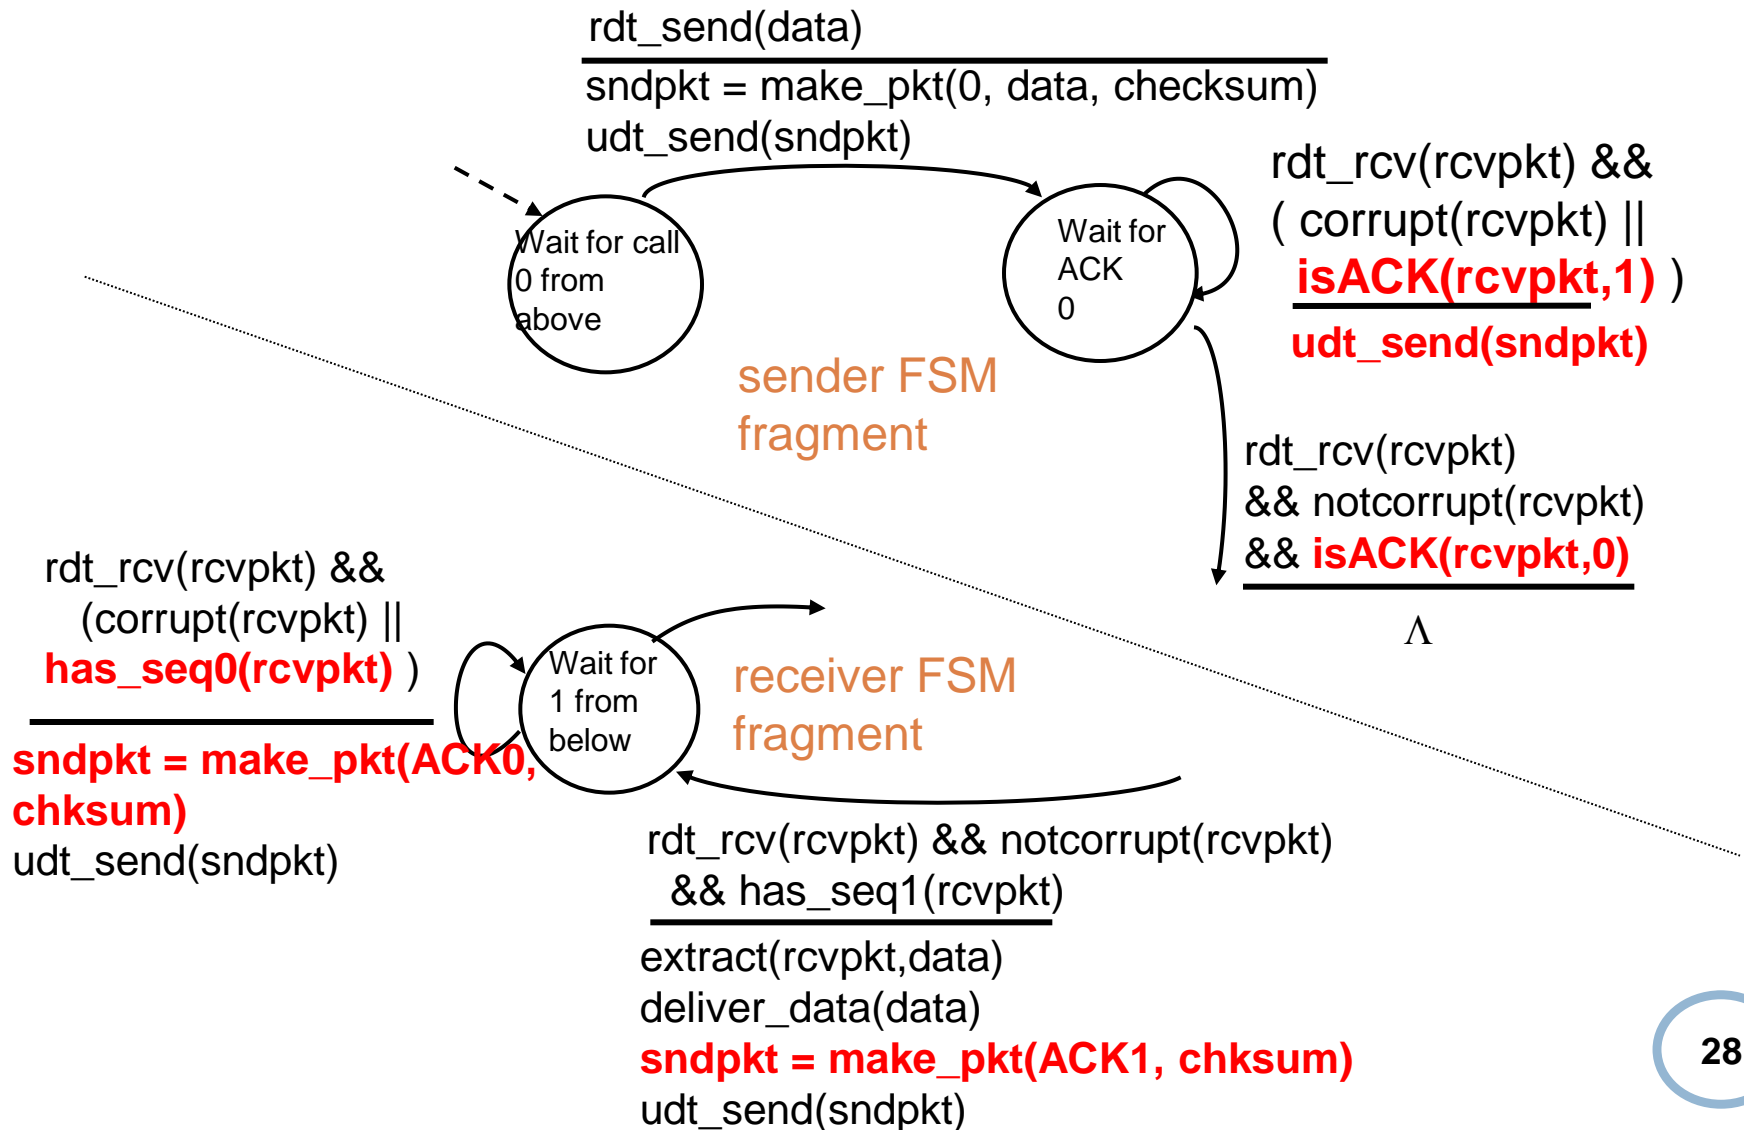 rdt_send(data)
sndpkt = make_pkt(0, data, checksum)
udt_send(sndpkt)
Wait for call
0 from
above
Wait for
ACK
0
rdt_rcv(rcvpkt) &&
( corrupt(rcvpkt) ||
isACK(rcvpkt,1) )
udt_send(sndpkt)
sender FSM
fragment
rdt_rcv(rcvpkt)
&& notcorrupt(rcvpkt)
&& isACK(rcvpkt,0)
Λ
rdt_rcv(rcvpkt) &&
(corrupt(rcvpkt) ||
has_seq0(rcvpkt) )
sndpkt = make_pkt(ACK0,
chksum)
udt_send(sndpkt)
Wait for
1 from
below
receiver FSM
fragment
rdt_rcv(rcvpkt) && notcorrupt(rcvpkt)
&& has_seq1(rcvpkt)
extract(rcvpkt,data)
deliver_data(data)
sndpkt = make_pkt(ACK1, chksum)
udt_send(sndpkt)
28